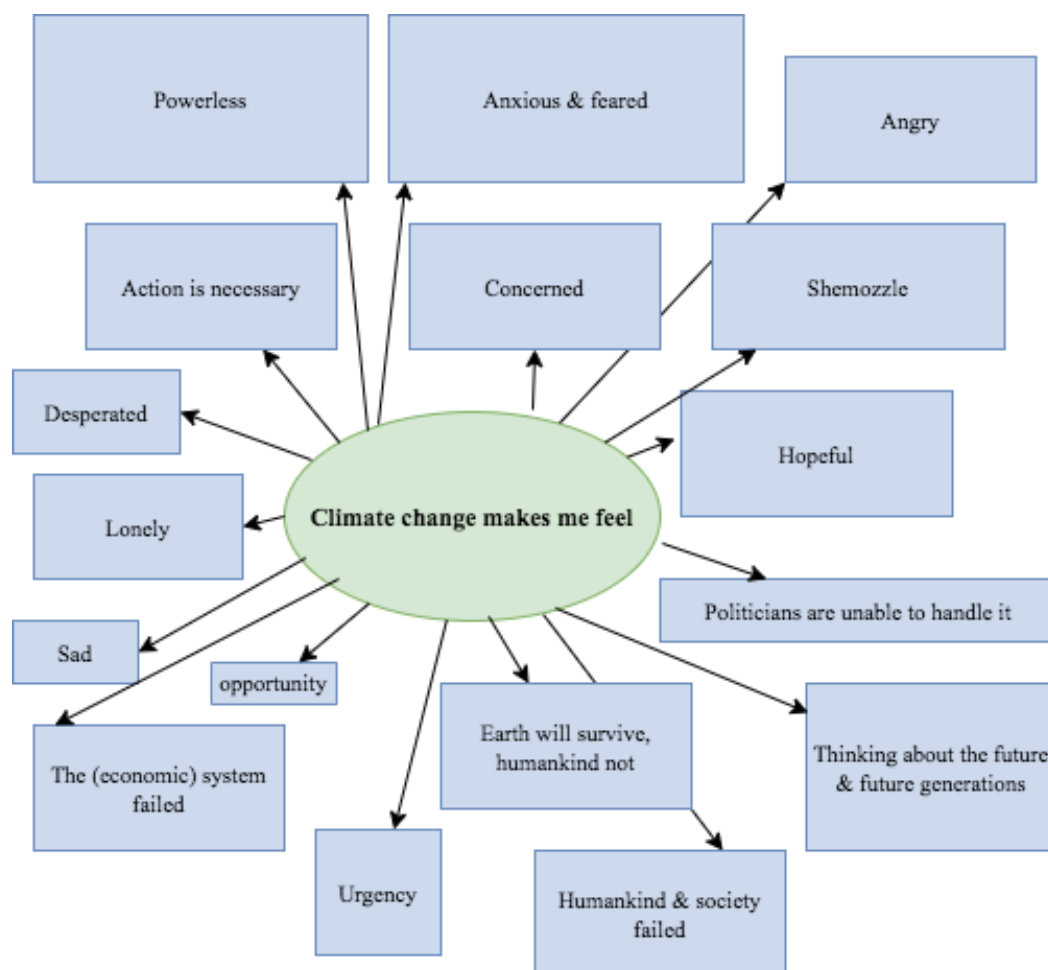 Powerless
Anxious & feared
Angry
Action is necessary
Concerned
Shemozzle
Desperated
Hopeful
Lonely
Climate change makes me feel
Politicians are unable to handle it
Sad
opportunity
Earth will survive,
humankind not
Thinking about the future
& future generations
The (economic) system
failed
Urgency
Humankind & society
failed